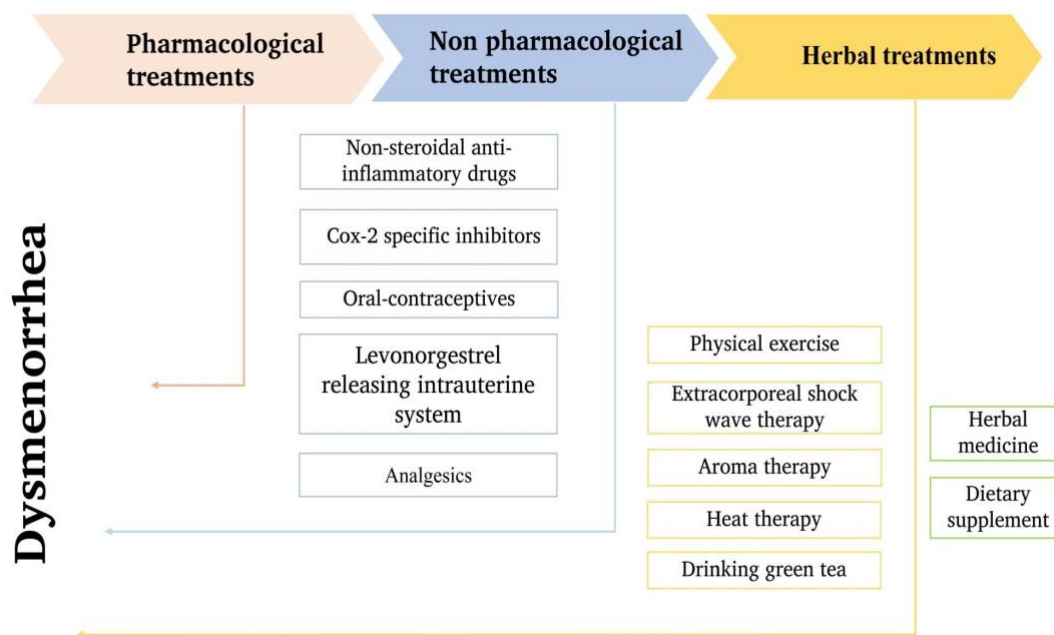 Pharmacological
treatments
Non pharmacological
treatments
Herbal treatments
Dysmenorrhea
Non-steroidal anti-
inflammatory drugs
Cox-2 specific inhibitors
Oral-contraceptives
Levonorgestrel
releasing intrauterine
system
Analgesics
Physical exercise
Extracorporeal shock
wave therapy
Aroma therapy
Heat therapy
Drinking green tea
Herbal
medicine
Dietary
supplement